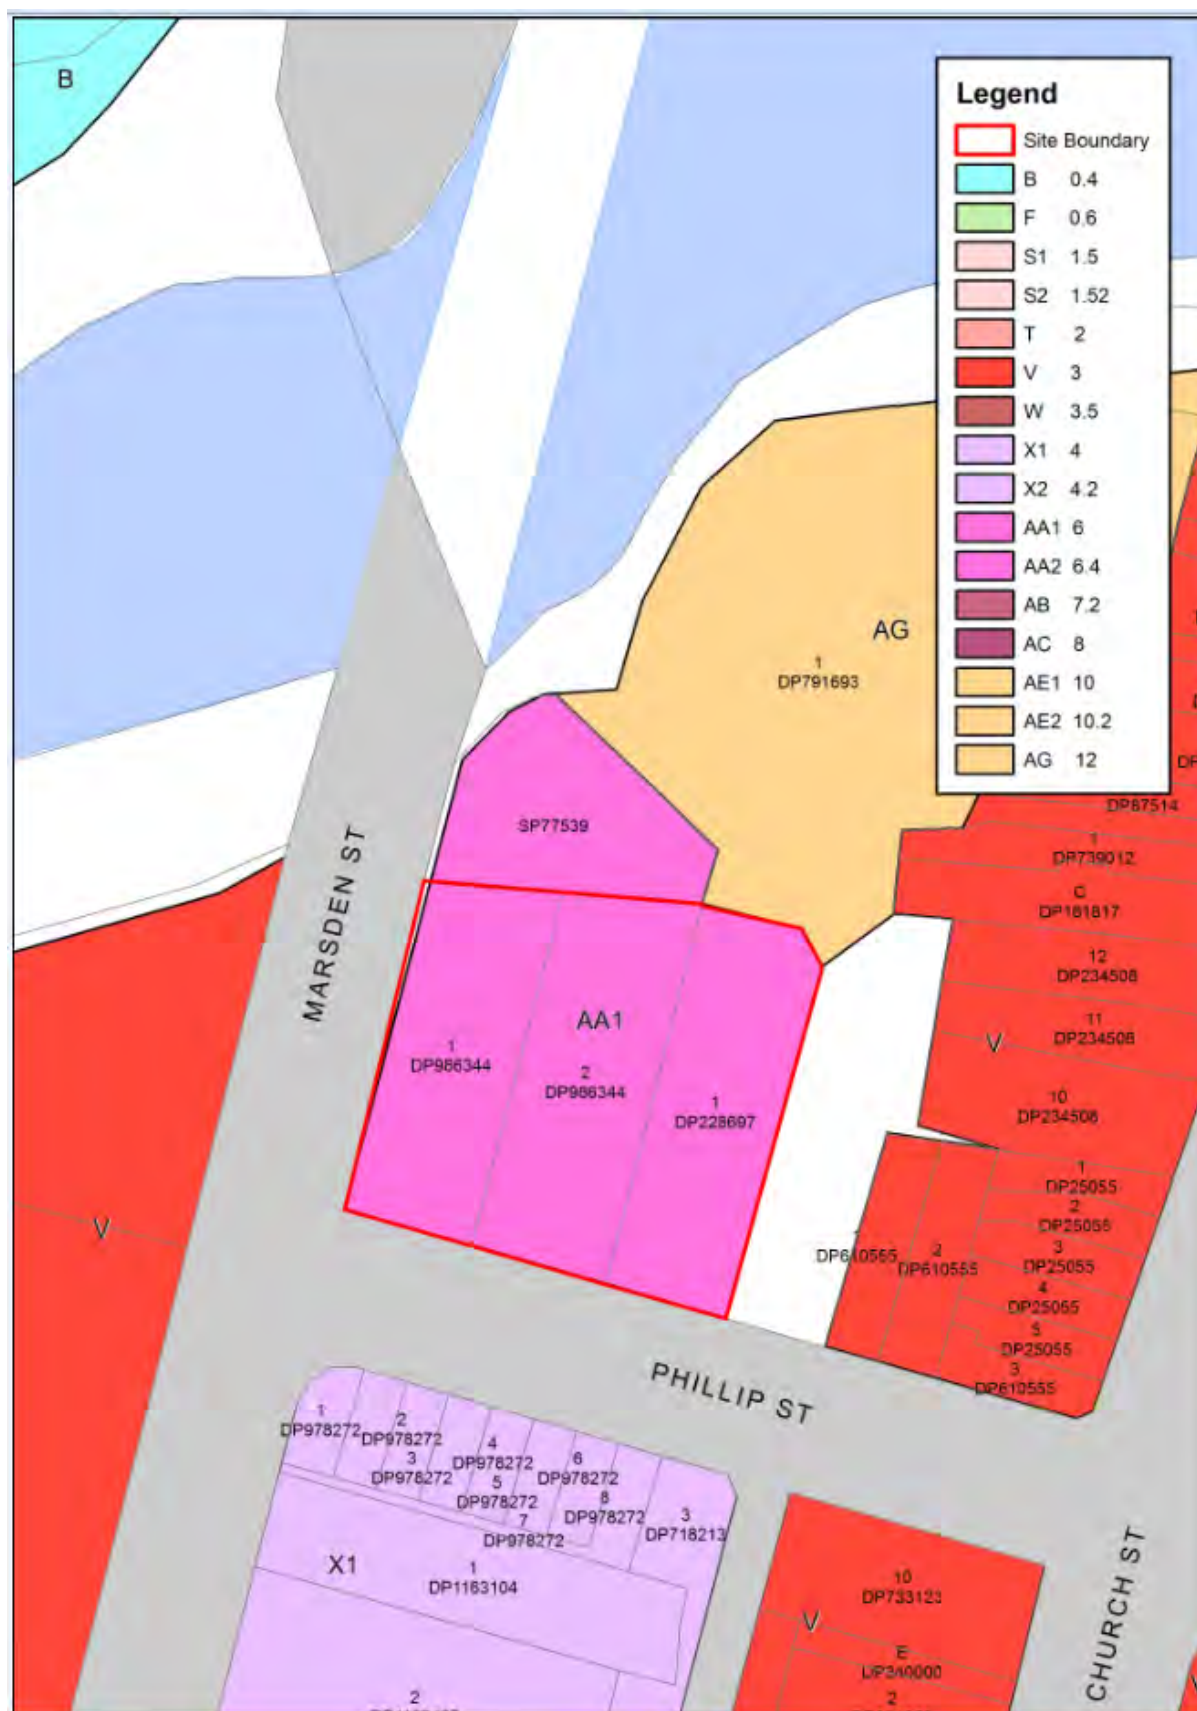 B
Legend
Site Boundary
B 0.4
F 0.6
S1 1.5
S2 1.52
T 2
V 3
W 3.5
X1 4
X2 4.2
AA1 6
AA2 6.4
AB 7.2
AC 8
AE1 10
AE2 10.2
AG 12
AG
1
DP791693
SP77539
MARSDEN ST
DP87514
1
DP739012
C
DP181817
12
DP234508
11
DP234508
V
10
DP234508
AA1
1
DP986344
2
DP986344
1
DP228697
1
DP25055
2
DP25055
3
DP25055
4
DP25055
5
DP25055
3
DP610555
DP610555
2
DP610555
V
PHILLIP ST
1
DP978272
2
DP978272
3
DP978272
4
DP978272
5
DP978272
6
DP978272
7
DP978272
8
DP978272
3
DP718213
X1
1
DP1163104
2
10
DP733123
V
E
2
CHURCH ST